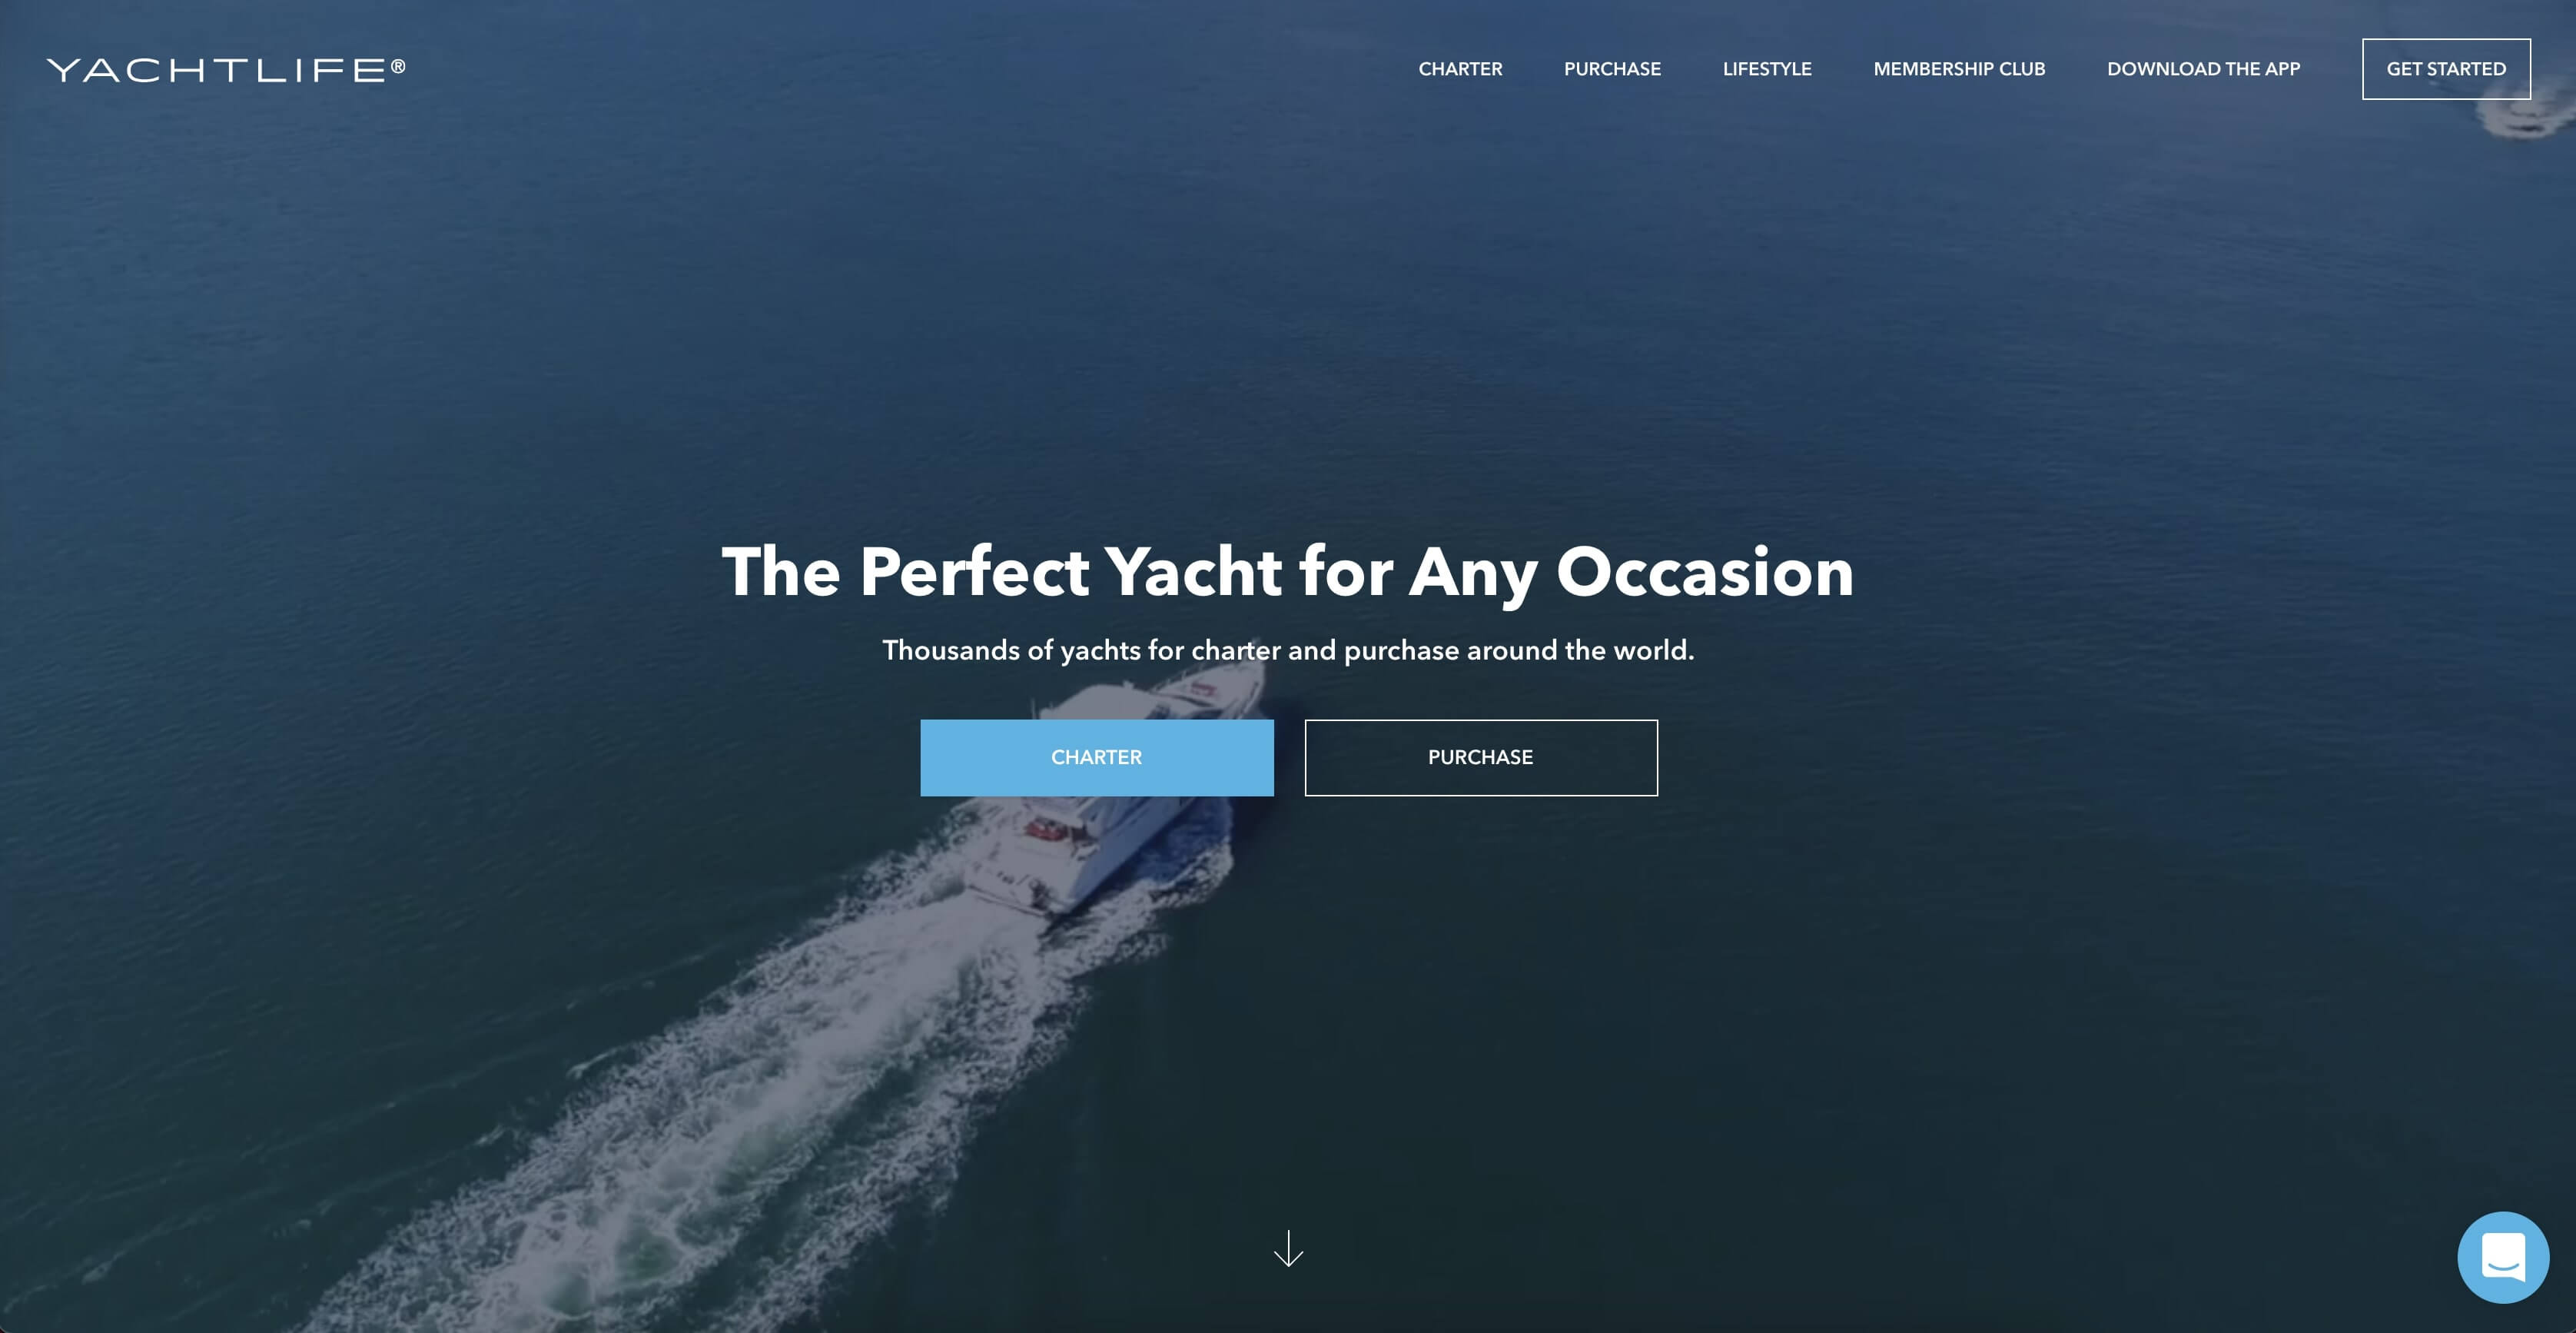 YACHTLIFE®
CHARTER
PURCHASE
LIFESTYLE
MEMBERSHIP CLUB
DOWNLOAD THE APP
GET STARTED
The Perfect Yacht for Any Occasion
Thousands of yachts for charter and purchase around the world.
CHARTER
PURCHASE